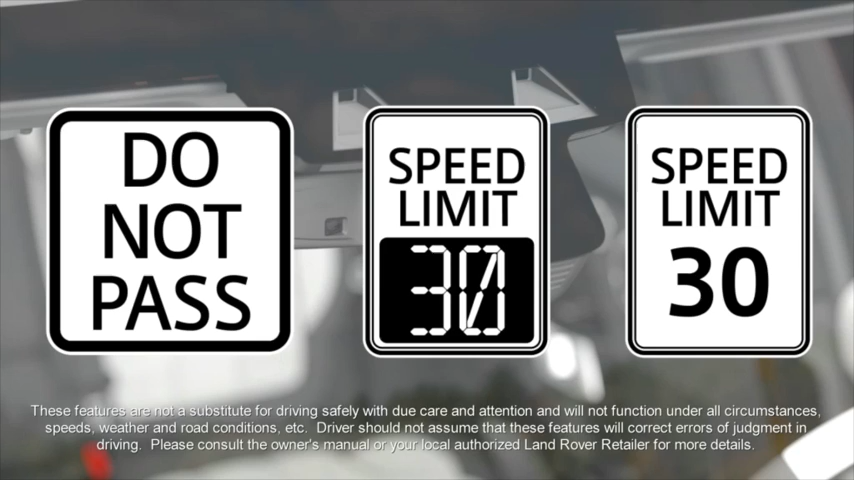 DO
NOT
PASS
SPEED
LIMIT
30
SPEED
LIMIT
30
These features are not a substitute for driving safely with due care and attention and will not function under all circumstances,
speeds, weather and road conditions, etc.  Driver should not assume that these features will correct errors of judgment in
driving.  Please consult the owner's manual or your local authorized Land Rover Retailer for more details.